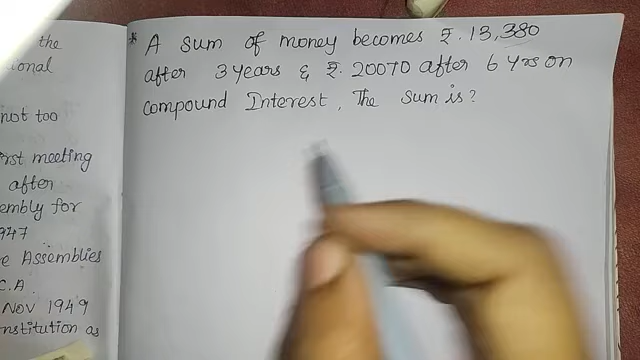 the
ional
not too
rst meeting
after
embly for
947
e Assemblies
C.A.
Nov 1949
nstitution as
* A sum of money becomes ₹. 13,380
after 3 years & ₹. 20070 after 6 yrs on
compound Interest, The sum is?